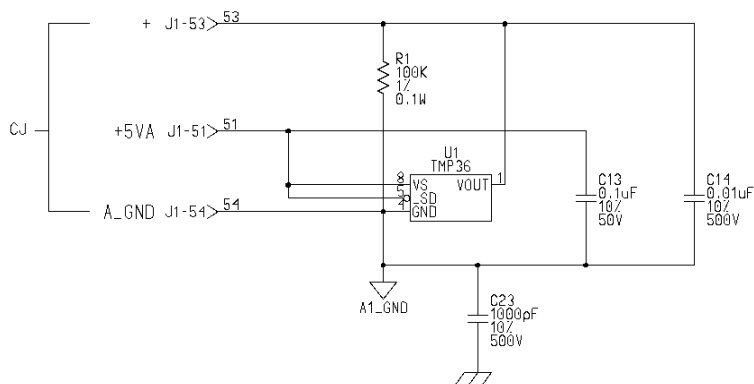 + J1-53 53
R1
100K
1%
0.1W
CJ
+5VA J1-51 51
U1
TMP36
8 VS VOUT 1
5 _SD
GND
A_GND J1-54 54
C13
0.1uF
10%
50V
C14
0.01uF
10%
500V
A1_GND
C23
1000pF
10%
500V